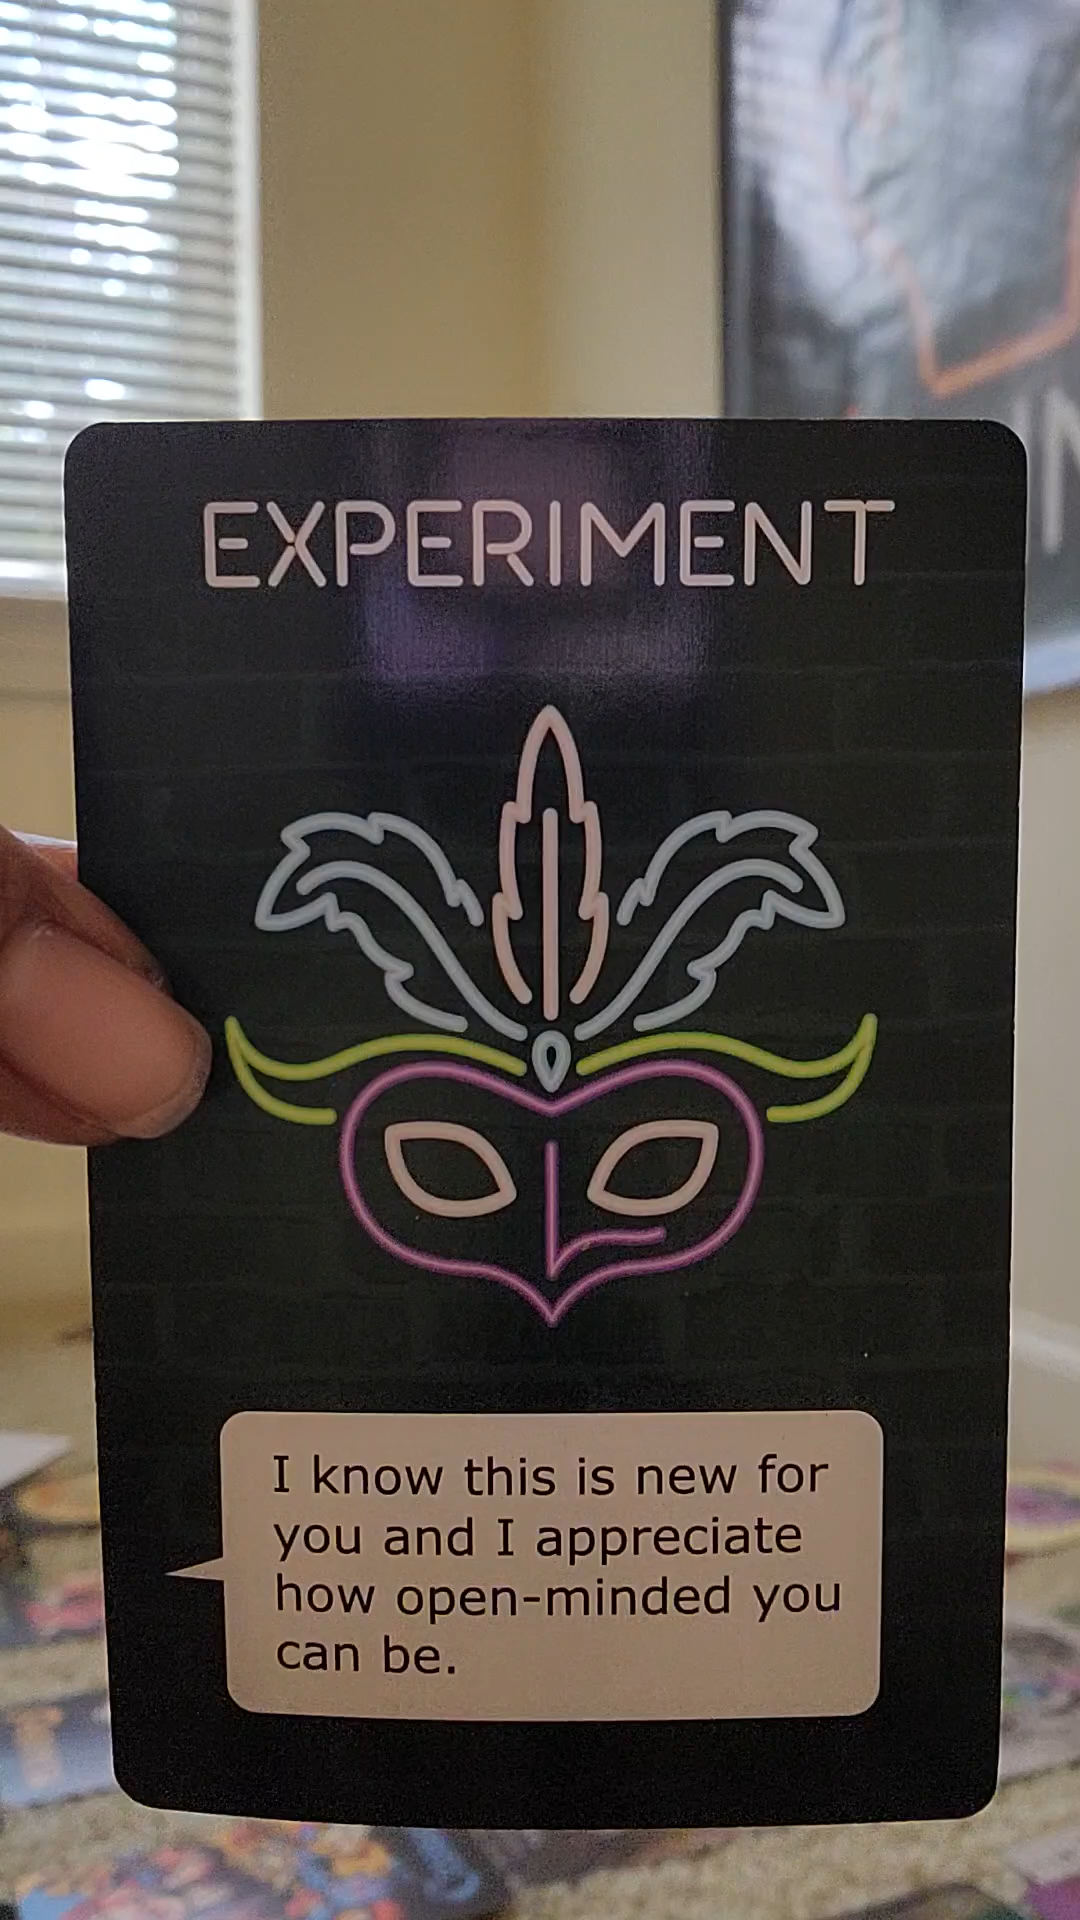 EXPERIMENT
I know this is new for
you and I appreciate
how open-minded you
can be.